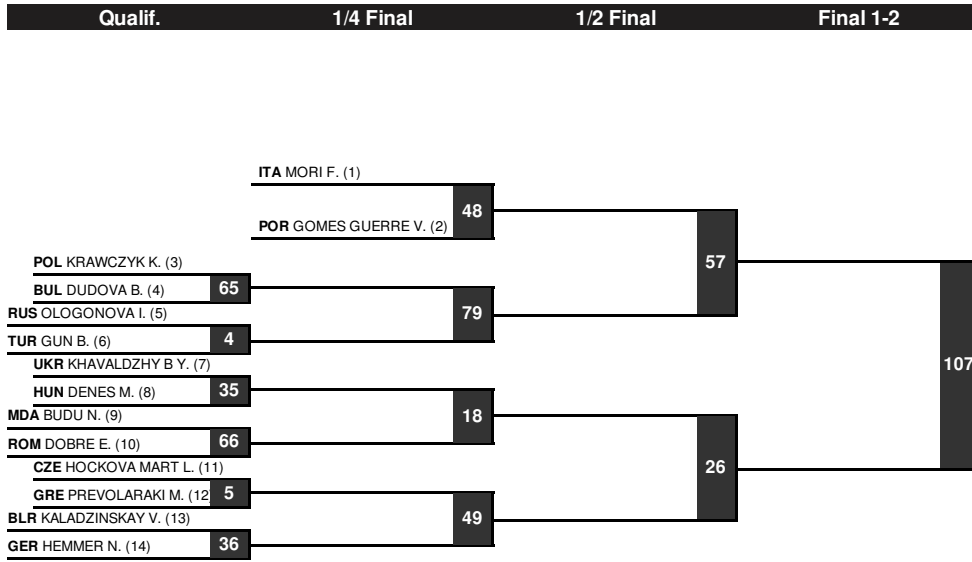 Qualif. 1/4 Final 1/2 Final Final 1-2
ITA MORI F. (1)
48
POR GOMES GUERRE V. (2)
57
POL KRAWCZYK K. (3)
65
BUL DUDOVA B. (4)
79
RUS OLOGONOVA I. (5)
4
TUR GUN B. (6)
107
UKR KHAVALDZHY B Y. (7)
35
HUN DENES M. (8)
18
MDA BUDU N. (9)
66
ROM DOBRE E. (10)
26
CZE HOCKOVA MART L. (11)
5
GRE PREVOLARAKI M. (12
49
BLR KALADZINSKAY V. (13)
36
GER HEMMER N. (14)